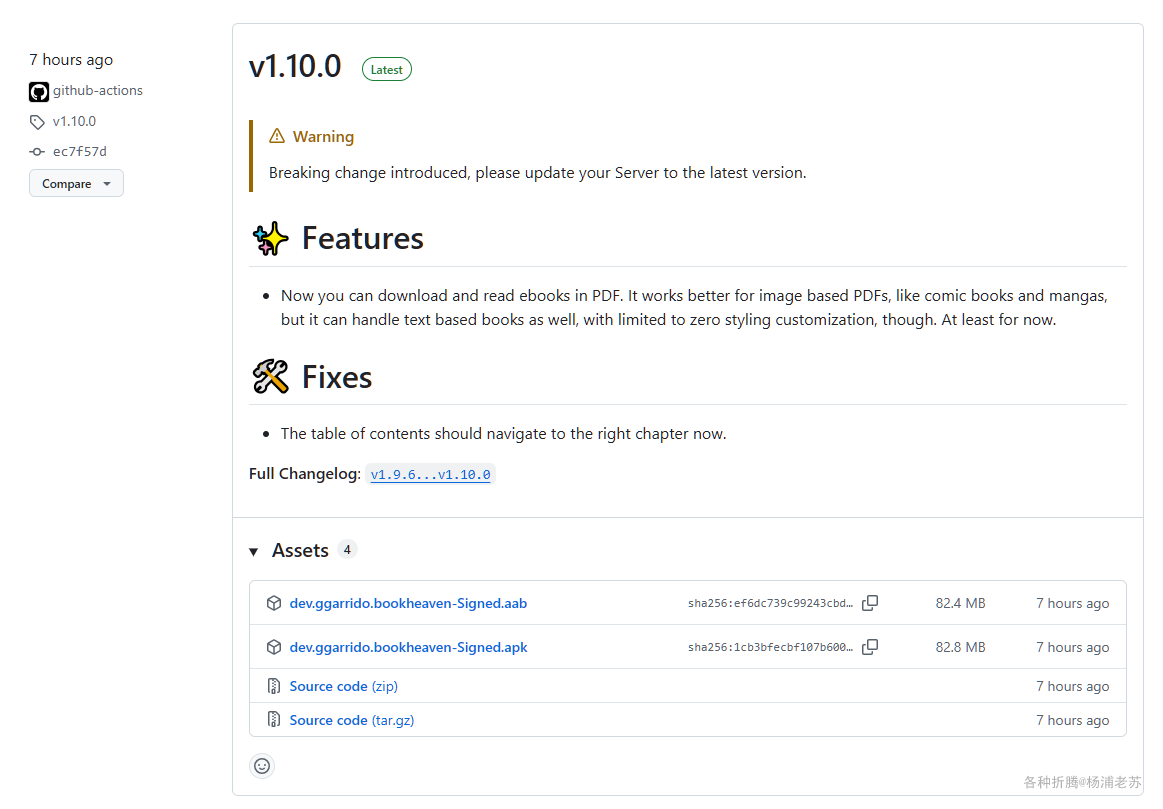 7 hours ago
github-actions
v1.10.0
ec7f57d
Compare
v1.10.0 Latest
Warning
Breaking change introduced, please update your Server to the latest version.
Features
Now you can download and read ebooks in PDF. It works better for image based PDFs, like comic books and mangas,
but it can handle text based books as well, with limited to zero styling customization, though. At least for now.
Fixes
The table of contents should navigate to the right chapter now.
Full Changelog: v1.9.6...v1.10.0
Assets 4
dev.ggarrido.bookheaven-Signed.aab sha256:ef6dc739c99243cbd… 82.4 MB 7 hours ago
dev.ggarrido.bookheaven-Signed.apk sha256:1cb3bfecbf107b600… 82.8 MB 7 hours ago
Source code (zip) 7 hours ago
Source code (tar.gz) 7 hours ago
各种折腾@杨浦老苏